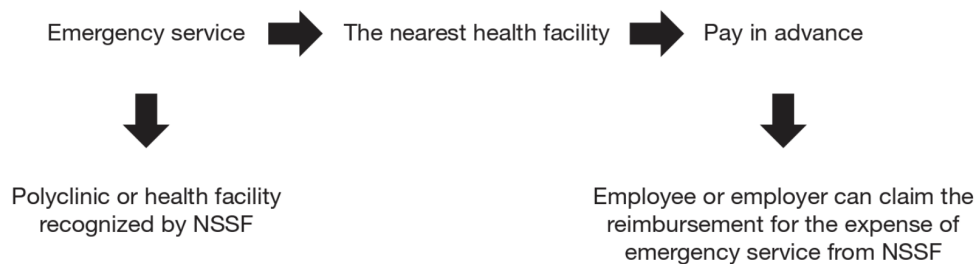 Emergency service
The nearest health facility
Pay in advance
Polyclinic or health facility
recognized by NSSF
Employee or employer can claim the
reimbursement for the expense of
emergency service from NSSF